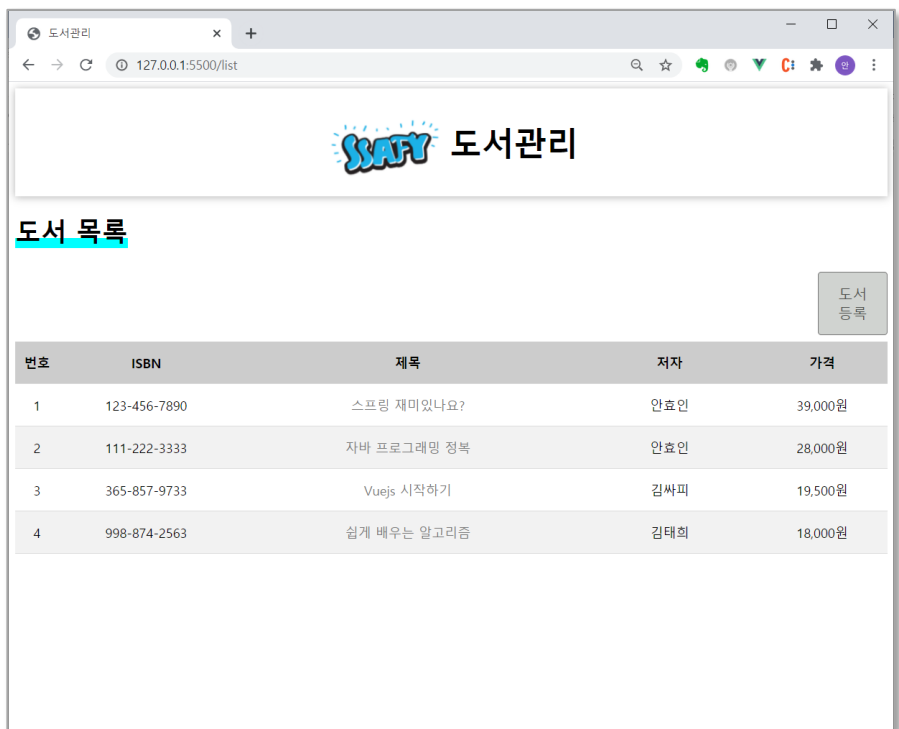 도서관리
127.0.0.1:5500/list
안
SSAFY 도서관리
도서 목록
도서
등록
번호 ISBN 제목 저자 가격
1 123-456-7890 스프링 재미있나요? 안효인 39,000원
2 111-222-3333 자바 프로그래밍 정복 안효인 28,000원
3 365-857-9733 Vuejs 시작하기 김싸피 19,500원
4 998-874-2563 쉽게 배우는 알고리즘 김태희 18,000원